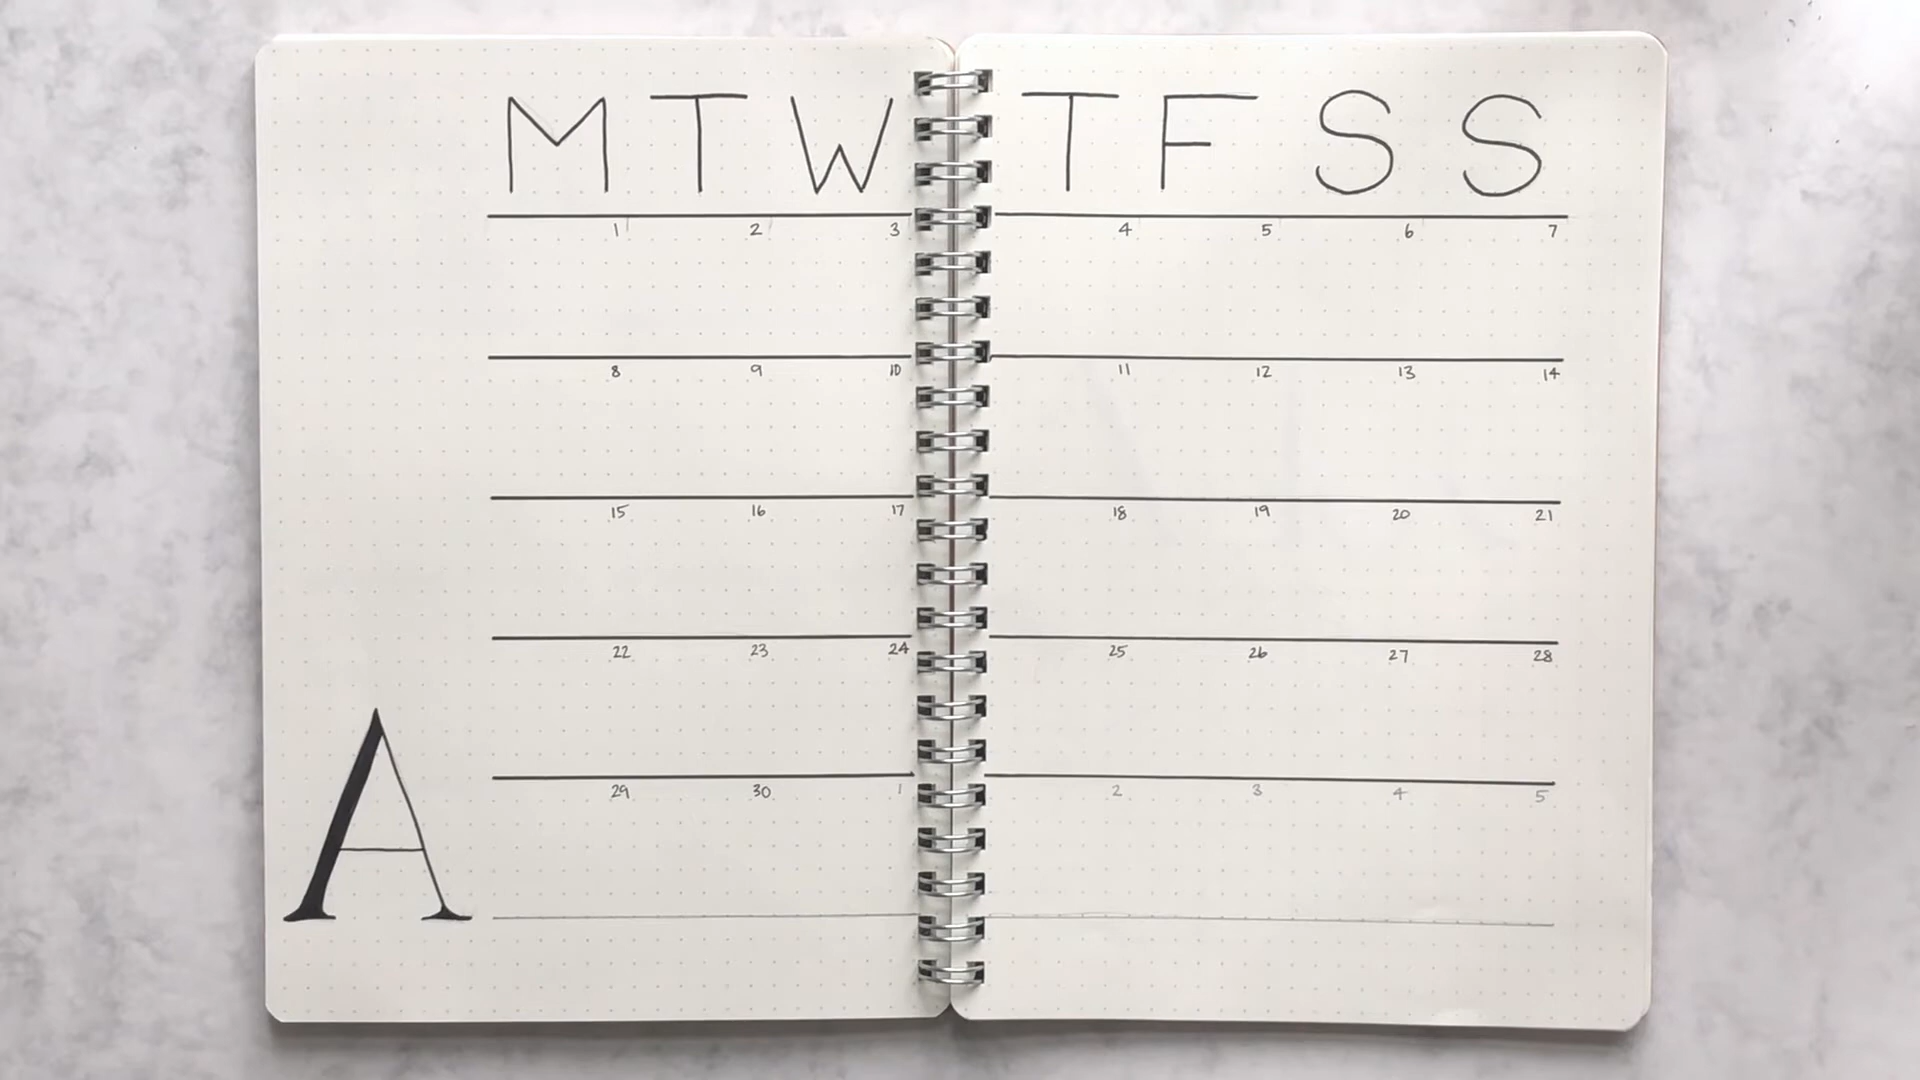 M T W T F S S
1 2 3 4 5 6 7
8 9 10 11 12 13 14
15 16 17 18 19 20 21
22 23 24 25 26 27 28
29 30 1 2 3 4 5
A